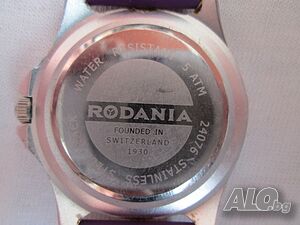 WATER RESISTANT 5 ATM
24076 STAINLESS
RODANIA
FOUNDED IN
SWITZERLAND
1930
ALO.bg